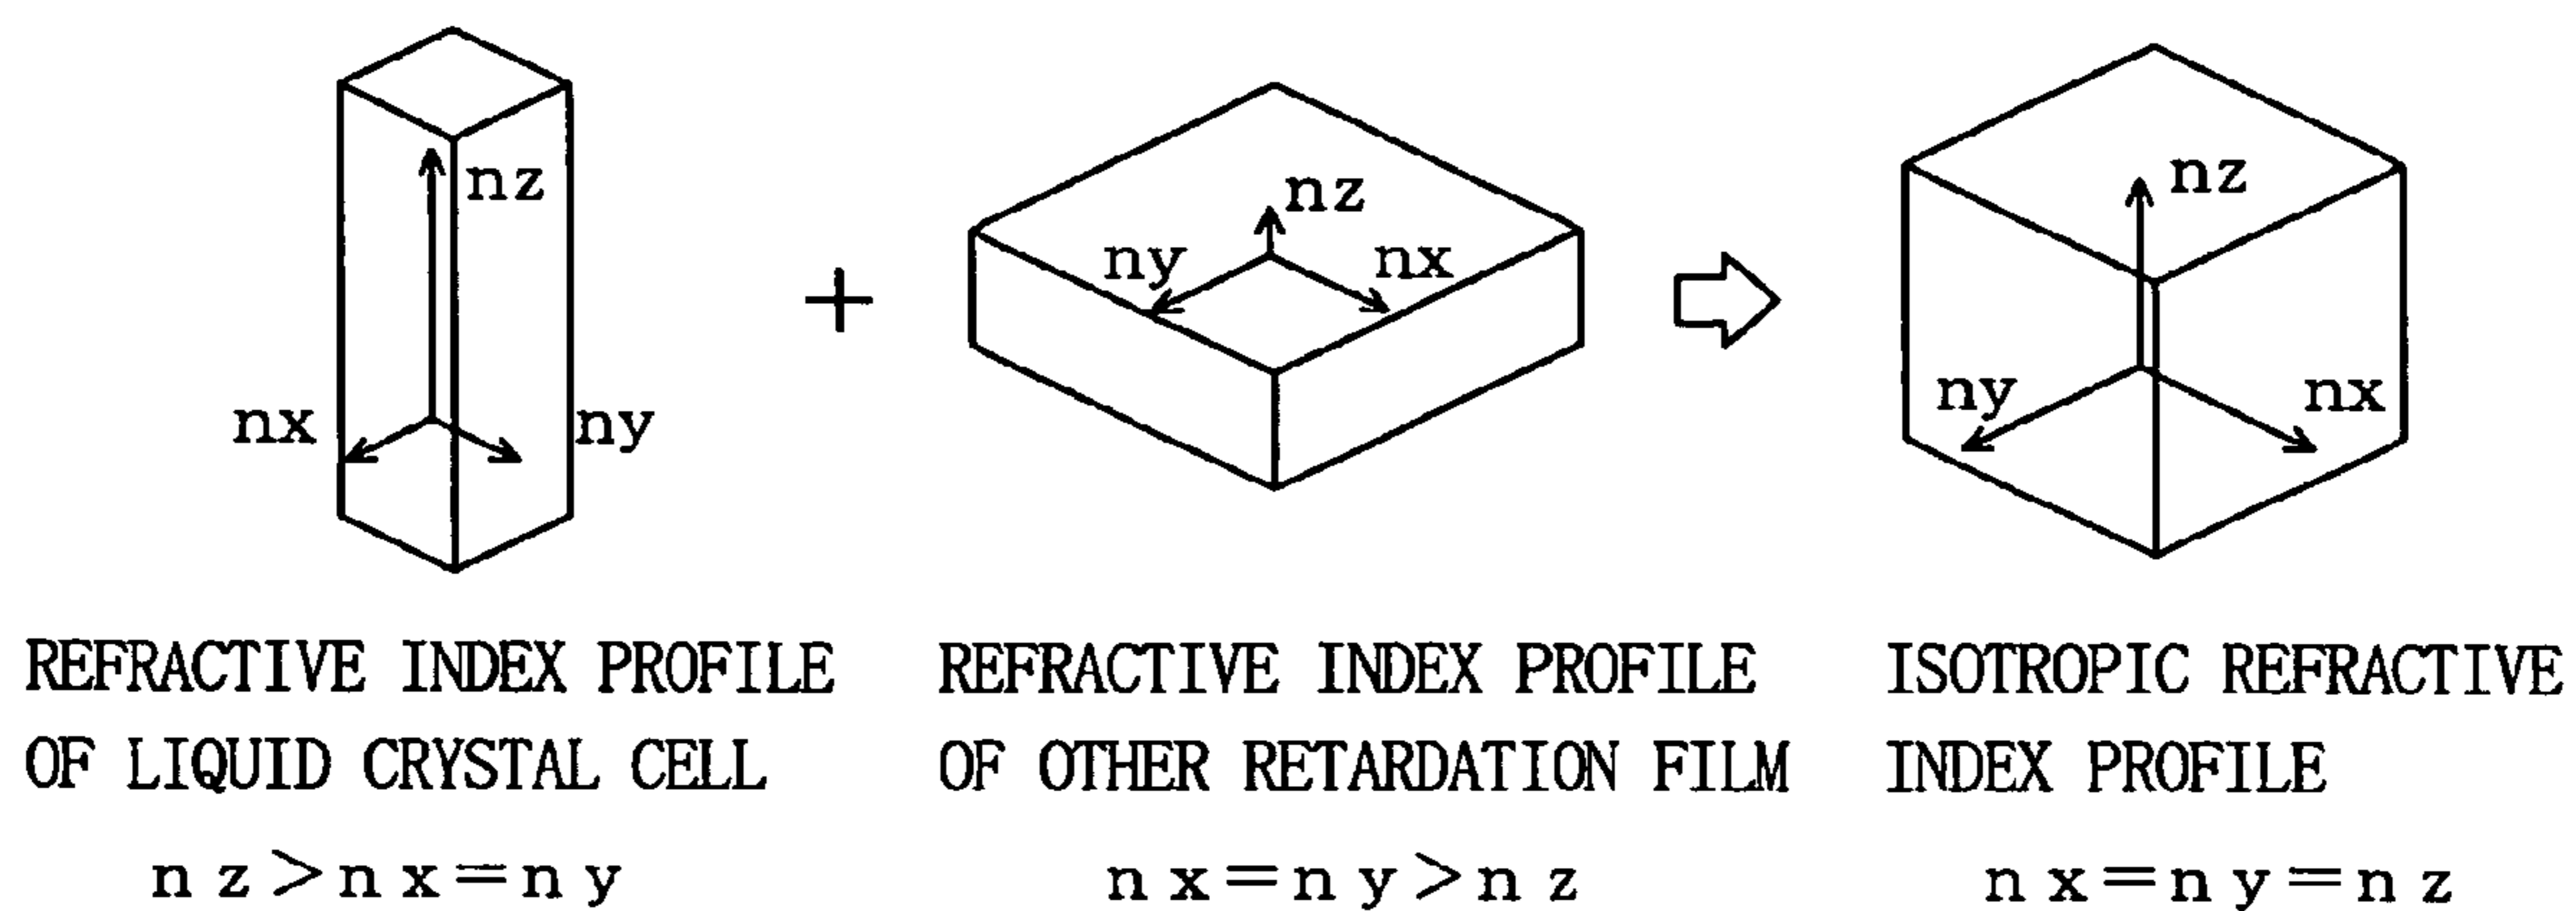 nz
nx
ny
+
nz
ny
nx
nz
ny
nx
REFRACTIVE INDEX PROFILE
OF LIQUID CRYSTAL CELL
nz>nx=ny
REFRACTIVE INDEX PROFILE
OF OTHER RETARDATION FILM
nx=ny>nz
ISOTROPIC REFRACTIVE
INDEX PROFILE
nx=ny=nz